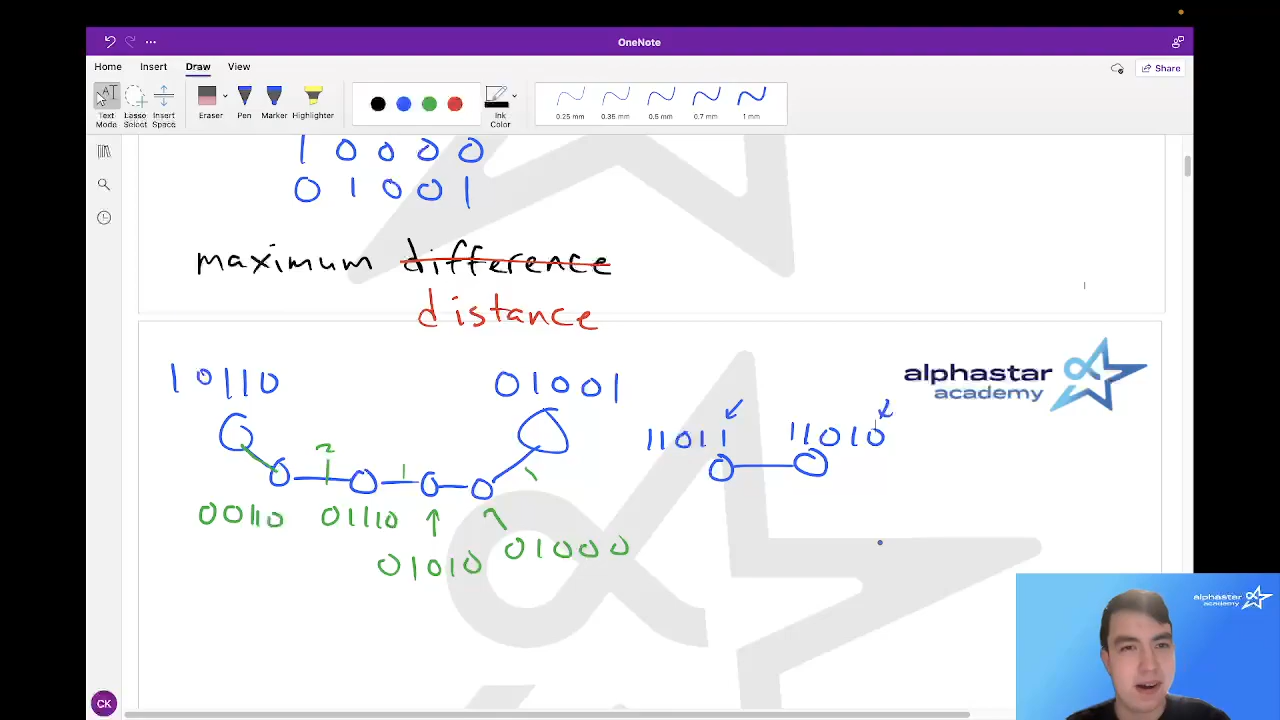 OneNote
Home Insert Draw View
Share
Text Mode
Lasso Select
Insert Space
Eraser
Pen
Marker
Highlighter
Ink Color
0.25 mm 0.35 mm 0.5 mm 0.7 mm 1 mm
1 0 0 0 0
0 1 0 0 1
maximum difference
distance
alphastar academy
10110
01001
11011
11010
2
1
00110
01110
01010
01000
alphastar academy
CK